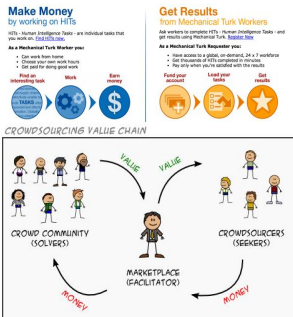 Make Money
by working on HITs
HITs - Human Intelligence Tasks - are individual tasks that
you work on. Find HITs now.
As a Mechanical Turk Worker you:
• Can work from home
• Choose your own work hours
• Get paid for doing good work
Find an
interesting task
Work
Earn
money
TASKS
$
Get Results
from Mechanical Turk Workers
Ask workers to complete HITs - Human Intelligence Tasks - and
get results using Mechanical Turk. Register Now
As a Mechanical Turk Requester you:
• Have access to a global, on-demand, 24 x 7 workforce
• Get thousands of HITs completed in minutes
• Pay only when you're satisfied with the results
Fund your
account
Load your
tasks
Get
results
CROWDSOURCING VALUE CHAIN
VALUE
VALUE
CROWD COMMUNITY
(SOLVERS)
CROWDSOURCERS
(SEEKERS)
MARKETPLACE
(FACILITATOR)
MONEY
MONEY